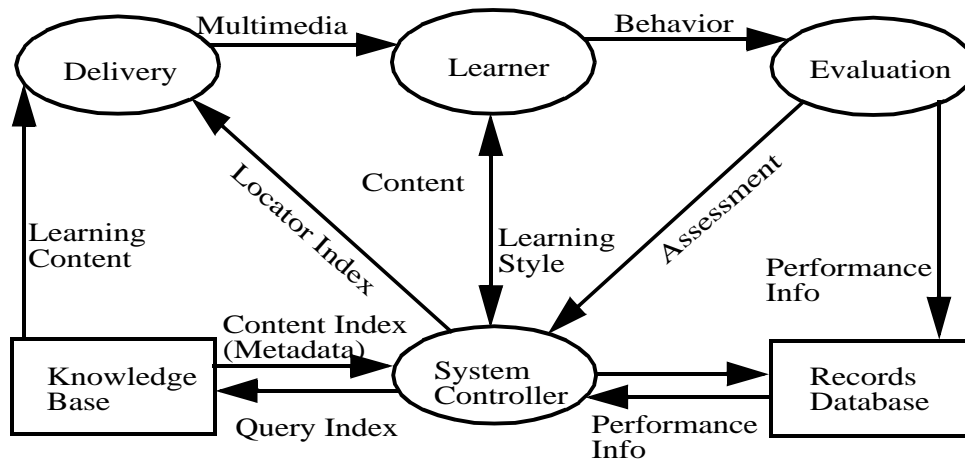 Multimedia
Behavior
Delivery
Learner
Evaluation
Content
Locator Index
Assessment
Learning
Content
Learning
Style
Performance
Info
Content Index
(Metadata)
Knowledge
Base
System
Controller
Records
Database
Query Index
Performance
Info